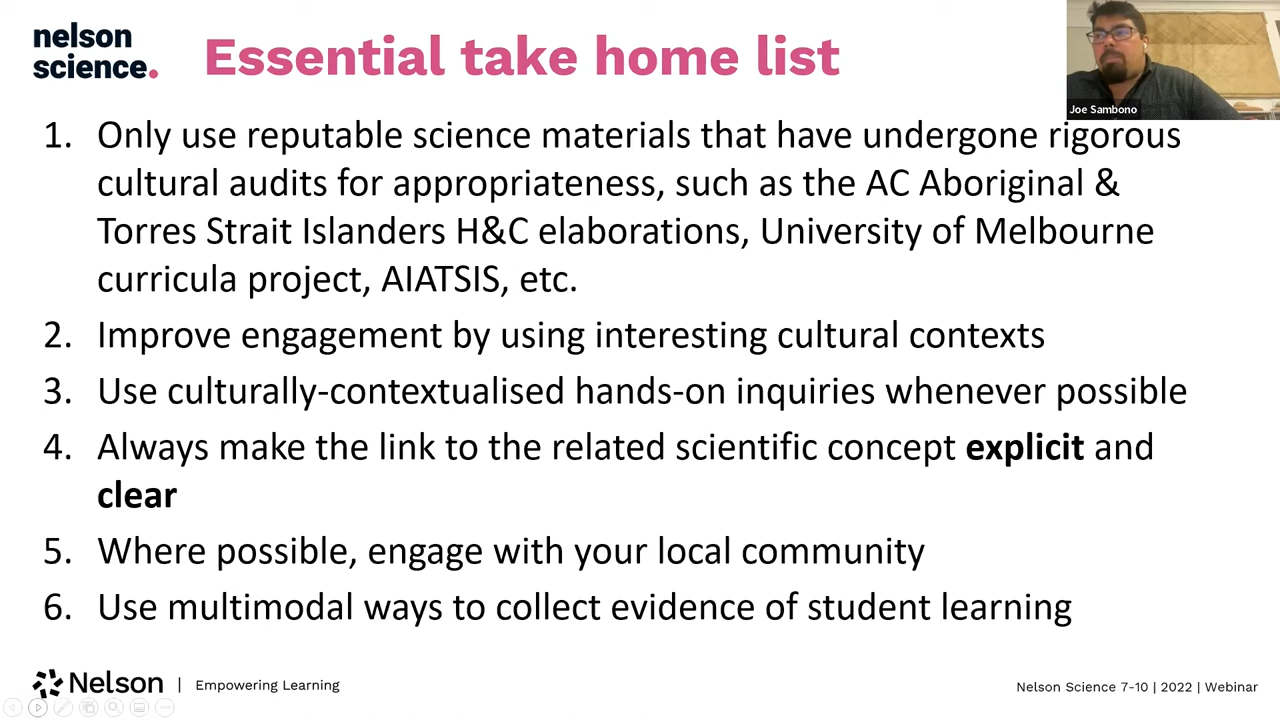 nelson
science.
Essential take home list
Joe Sambono
1. Only use reputable science materials that have undergone rigorous
cultural audits for appropriateness, such as the AC Aboriginal &
Torres Strait Islanders H&C elaborations, University of Melbourne
curricula project, AIATSIS, etc.
2. Improve engagement by using interesting cultural contexts
3. Use culturally-contextualised hands-on inquiries whenever possible
4. Always make the link to the related scientific concept explicit and
clear
5. Where possible, engage with your local community
6. Use multimodal ways to collect evidence of student learning
Nelson | Empowering Learning
Nelson Science 7-10 | 2022 | Webinar